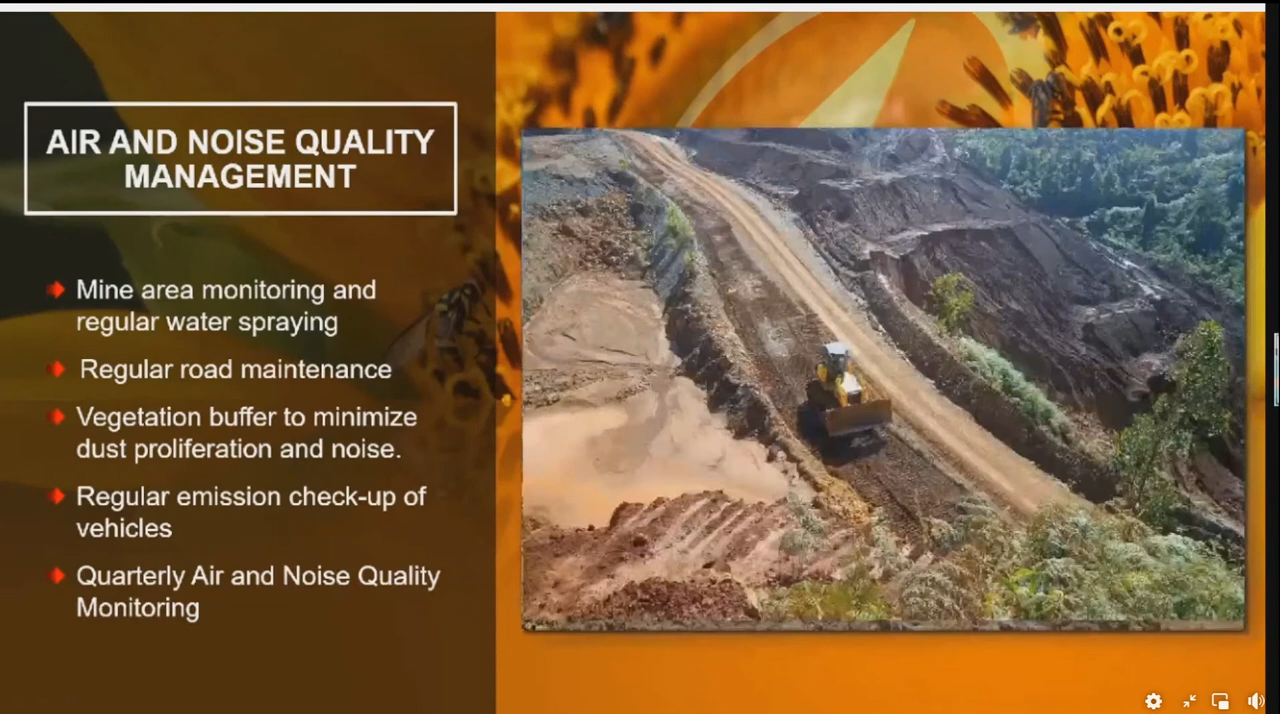 AIR AND NOISE QUALITY
MANAGEMENT
Mine area monitoring and
regular water spraying
Regular road maintenance
Vegetation buffer to minimize
dust proliferation and noise.
Regular emission check-up of
vehicles
Quarterly Air and Noise Quality
Monitoring